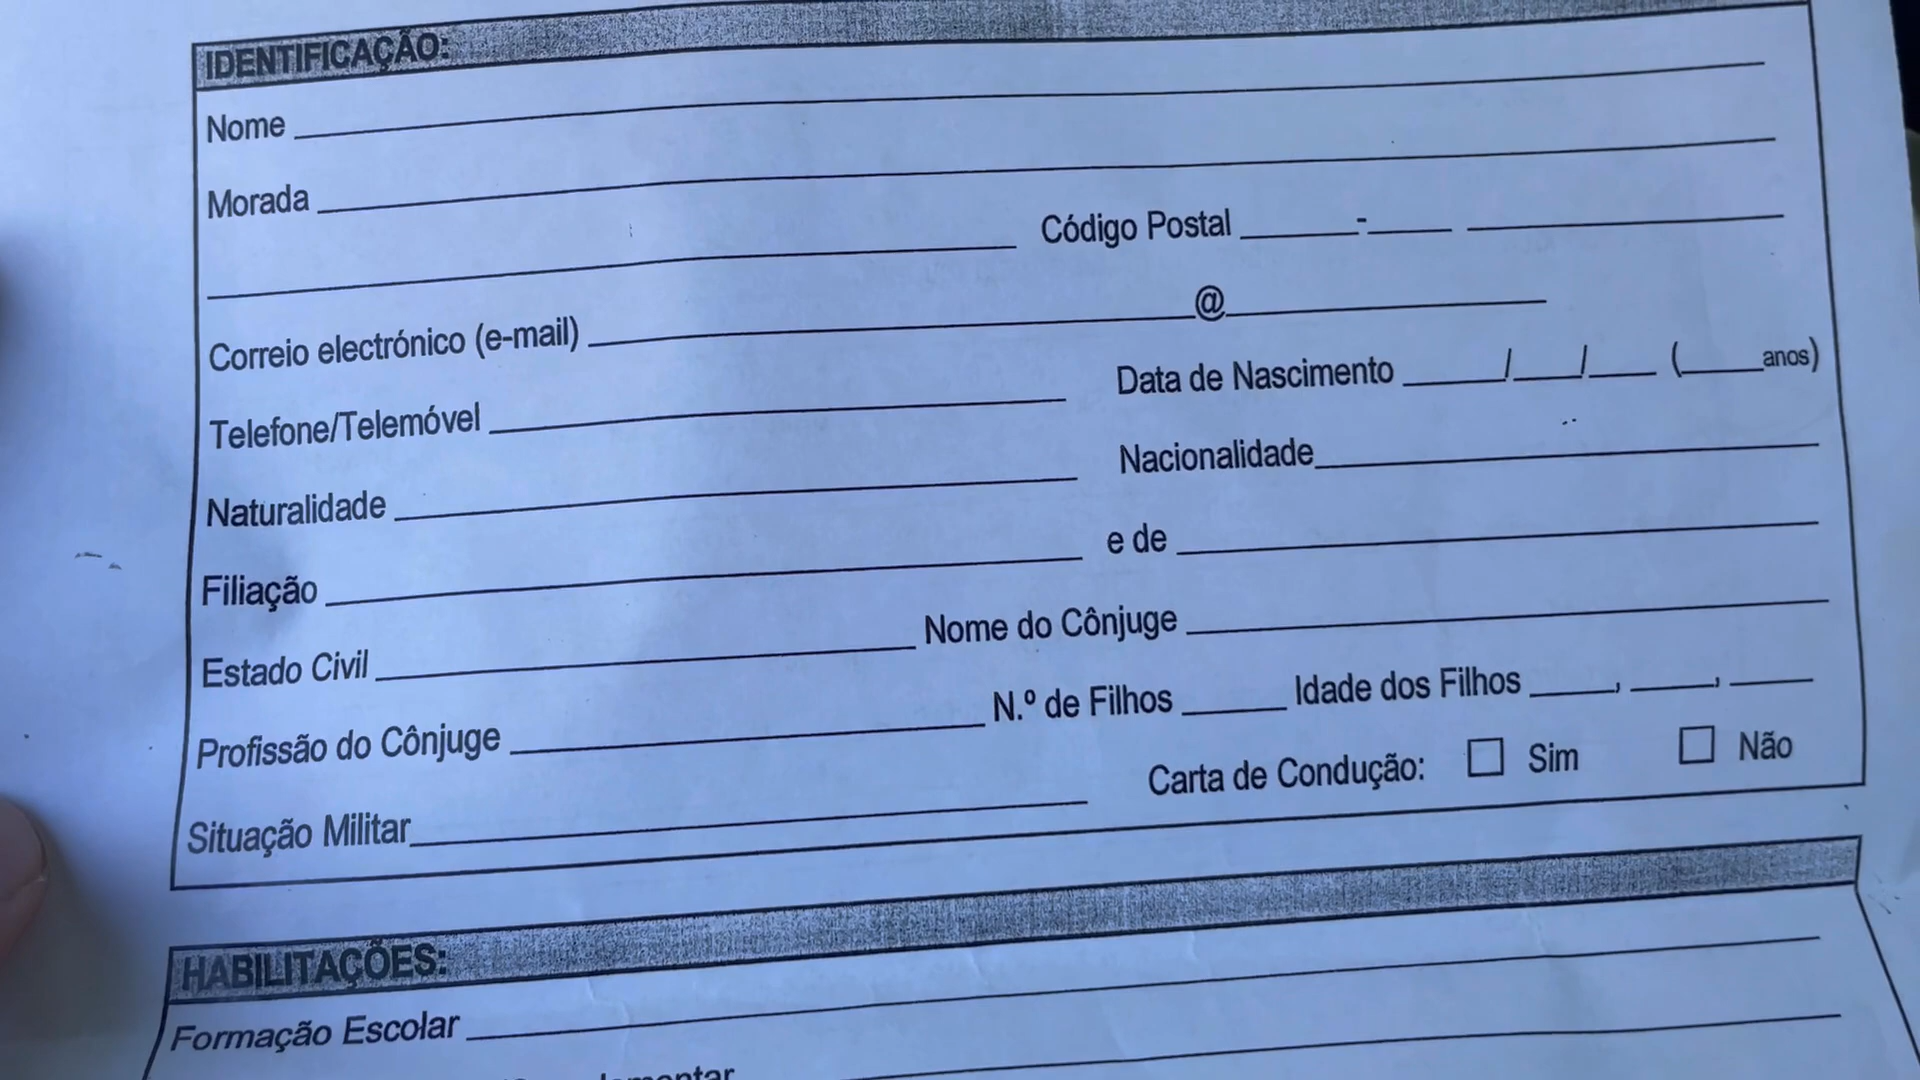 IDENTIFICAÇÃO:
Nome
Morada
Código Postal -
Correio electrónico (e-mail) @
Telefone/Telemóvel Data de Nascimento / / ( anos)
Naturalidade Nacionalidade
Filiação e de
Estado Civil Nome do Cônjuge
Profissão do Cônjuge N.º de Filhos Idade dos Filhos , ,
Situação Militar Carta de Condução: Sim Não
HABILITAÇÕES:
Formação Escolar